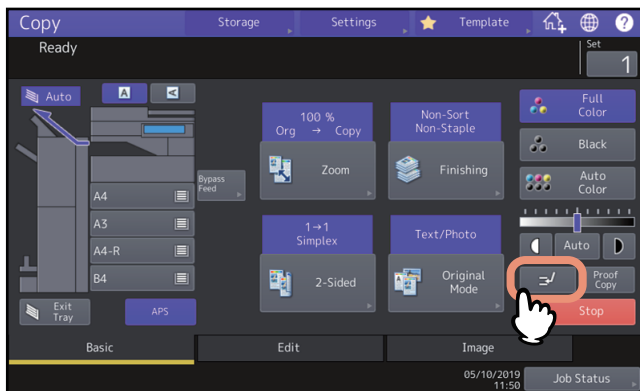 Copy
Storage
Settings
Template
?
Ready
Set
1
Auto
A
A
Bypass
Feed
A4
A3
A4-R
B4
Exit
Tray
APS
100 %
Org → Copy
Zoom
Non-Sort
Non-Staple
Finishing
1→1
Simplex
2-Sided
Text/Photo
Original
Mode
Full
Color
Black
Auto
Color
Auto
Proof
Copy
Stop
Basic
Edit
Image
05/10/2019
11:50
Job Status